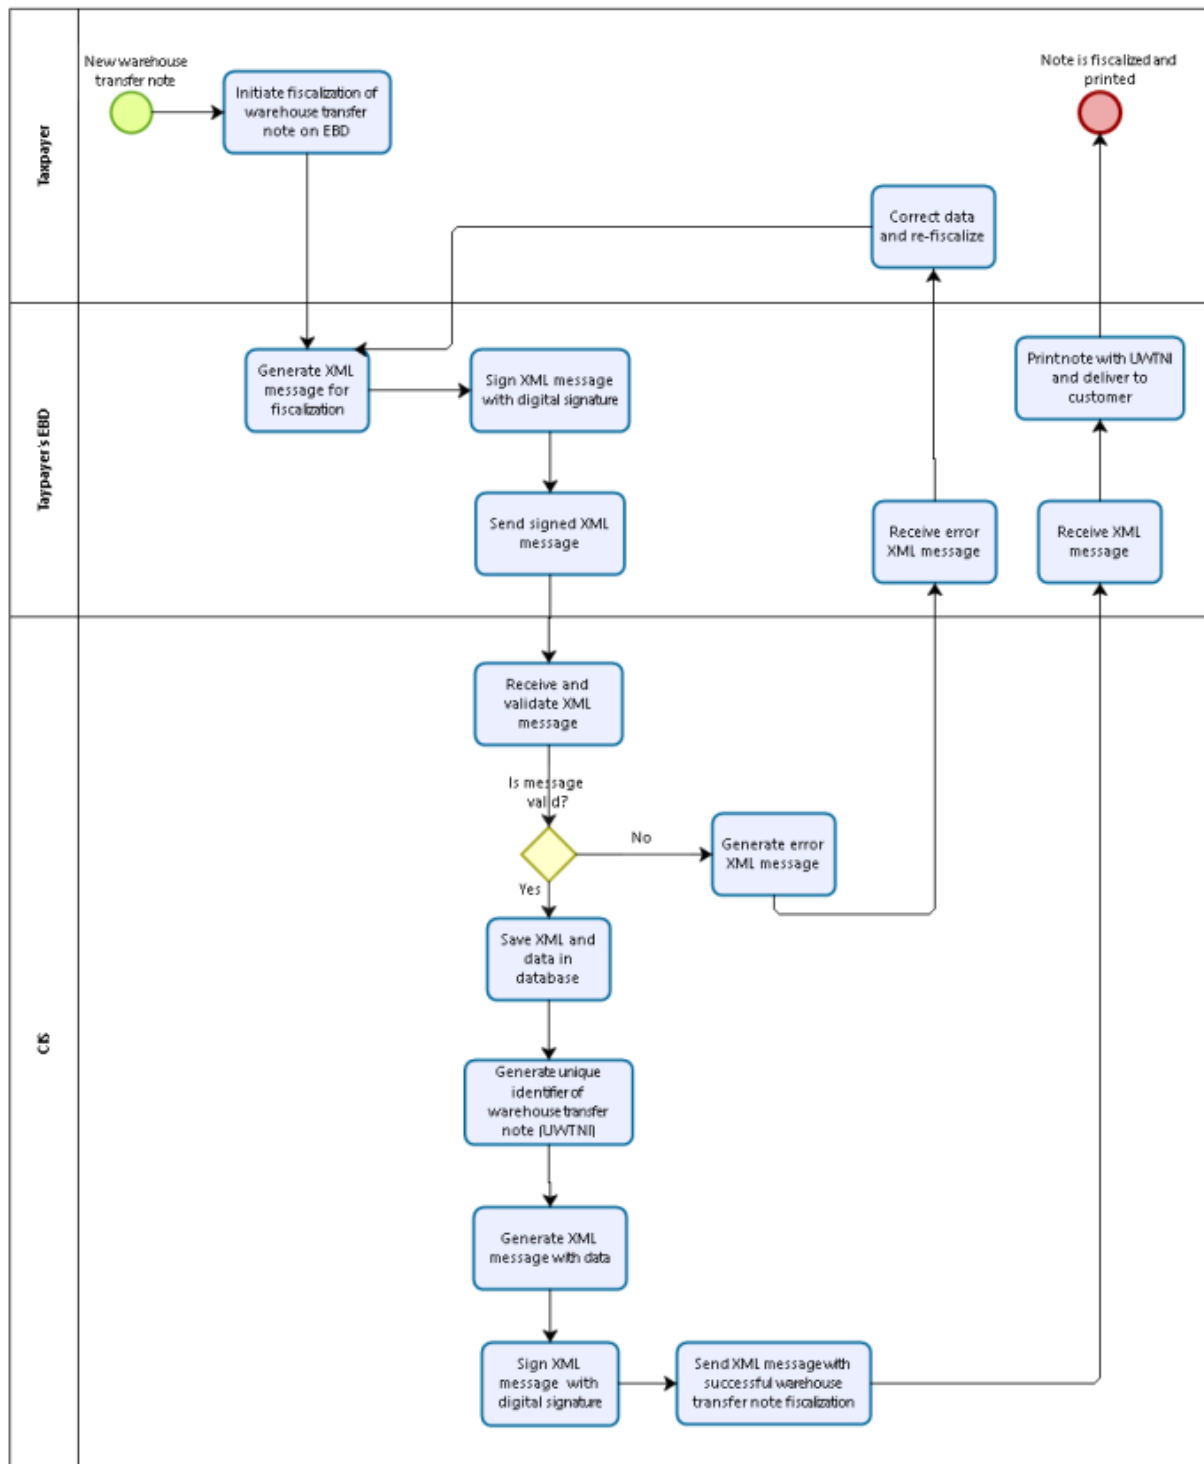 Taxpayer
New warehouse
transfer note
Initiate fiscalization of
warehouse transfer
note on EBD
Note is fiscalized and
printed
Correct data
and re-fiscalize
Taypayer's EBD
Generate XML
message for
fiscalization
Sign XML message
with digital signature
Print note with UWTNI
and deliver to
customer
Send signed XML
message
Receive error
XML message
Receive XML
message
CIS
Receive and
validate XML
message
Is message
valid?
No
Generate error
XML message
Yes
Save XML and
data in
database
Generate unique
identifier of
warehouse transfer
note (UWTNI)
Generate XML
message with data
Sign XML
message with
digital signature
Send XML message with
successful warehouse
transfer note fiscalization